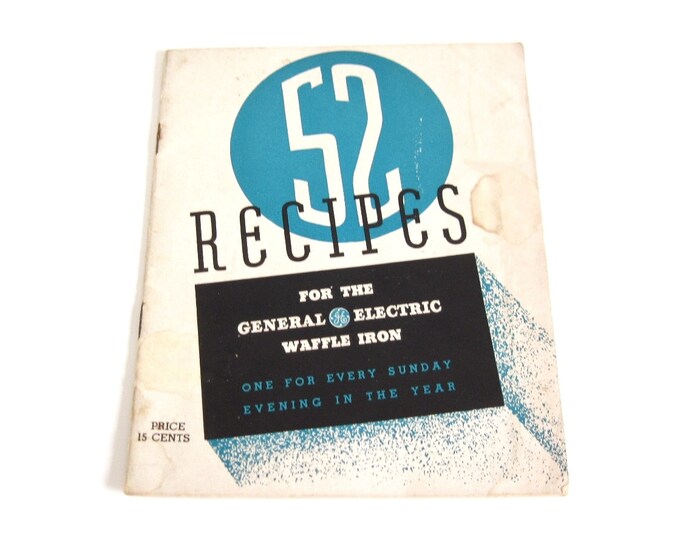 52
RECIPES
FOR THE
GENERAL GE ELECTRIC
WAFFLE IRON
ONE FOR EVERY SUNDAY
EVENING IN THE YEAR
PRICE
15 CENTS